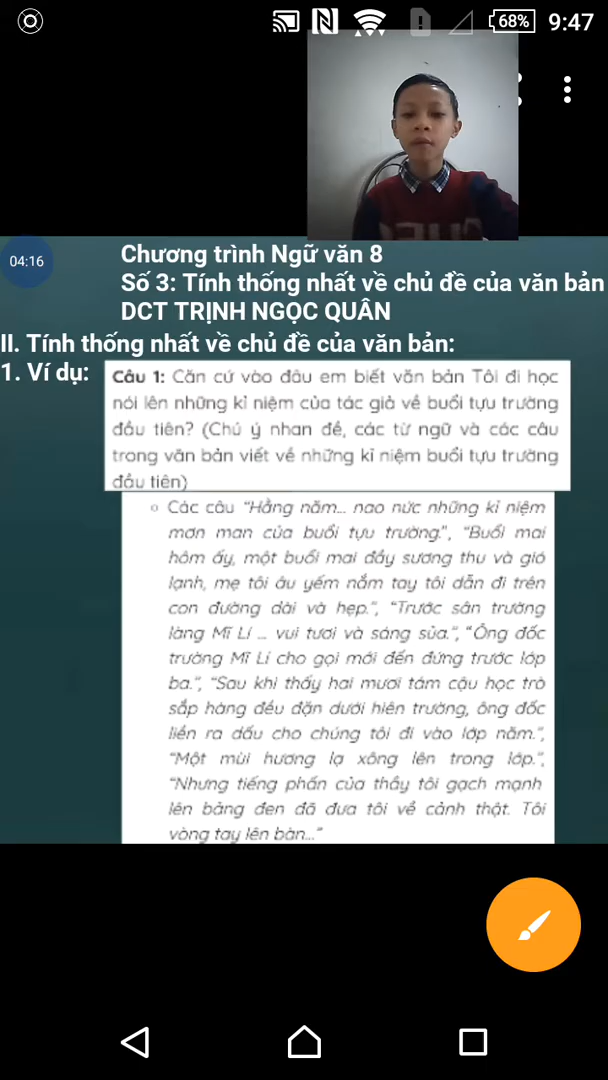 68% 9:47
04:16
Chương trình Ngữ văn 8
Số 3: Tính thống nhất về chủ đề của văn bản
DCT TRỊNH NGỌC QUÂN
II. Tính thống nhất về chủ đề của văn bản:
1. Ví dụ:
Câu 1: Căn cứ vào đâu em biết văn bản Tôi đi học
nói lên những kỉ niệm của tác giả về buổi tựu trường
đầu tiên? (Chú ý nhan đề, các từ ngữ và các câu
trong văn bản viết về những kỉ niệm buổi tựu trường
đầu tiên)
Các câu "Hằng năm... nao nức những kỉ niệm
mơn man của buổi tựu trường.", "Buổi mai
hôm ấy, một buổi mai đầy sương thu và gió
lạnh, mẹ tôi âu yếm nắm tay tôi dẫn đi trên
con đường dài và hẹp.", "Trước sân trường
làng Mĩ Lí ... vui tươi và sáng sủa.", "Ông đốc
trường Mĩ Lí cho gọi mới đến đứng trước lớp
ba.", "Sau khi thấy hai mươi tám cậu học trò
sắp hàng đều đặn dưới hiên trường, ông đốc
liền ra dấu cho chúng tôi đi vào lớp năm.",
"Một mùi hương lạ xông lên trong lớp.",
"Nhưng tiếng phấn của thầy tôi gạch mạnh
lên bảng đen đã đưa tôi về cảnh thật. Tôi
vòng tay lên bàn..."